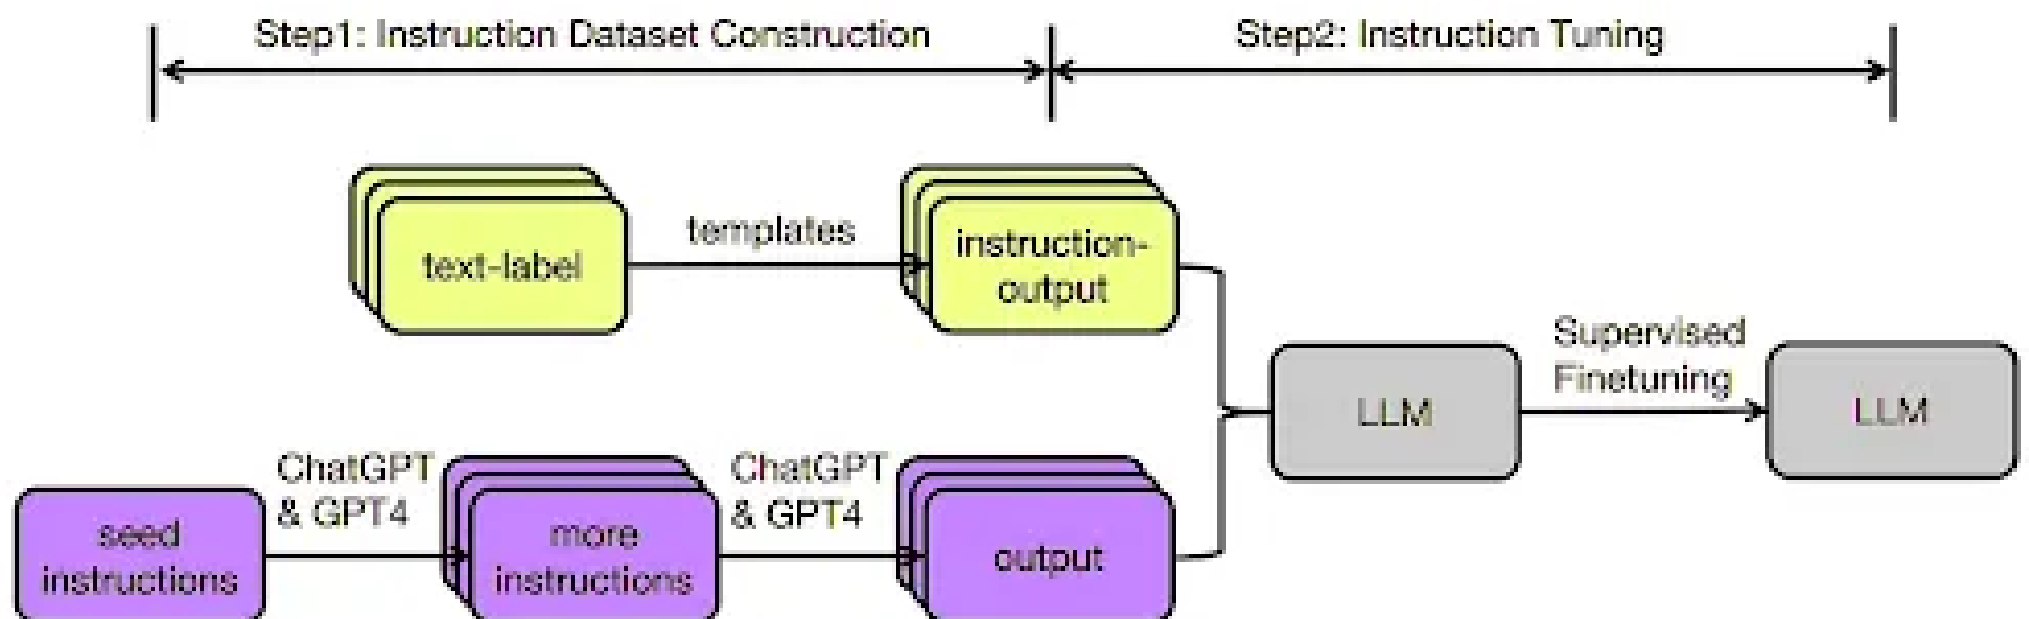 Step1: Instruction Dataset Construction
Step2: Instruction Tuning
text-label
templates
instruction-
output
Supervised
Finetuning
LLM
LLM
ChatGPT
& GPT4
ChatGPT
& GPT4
seed
instructions
more
instructions
output